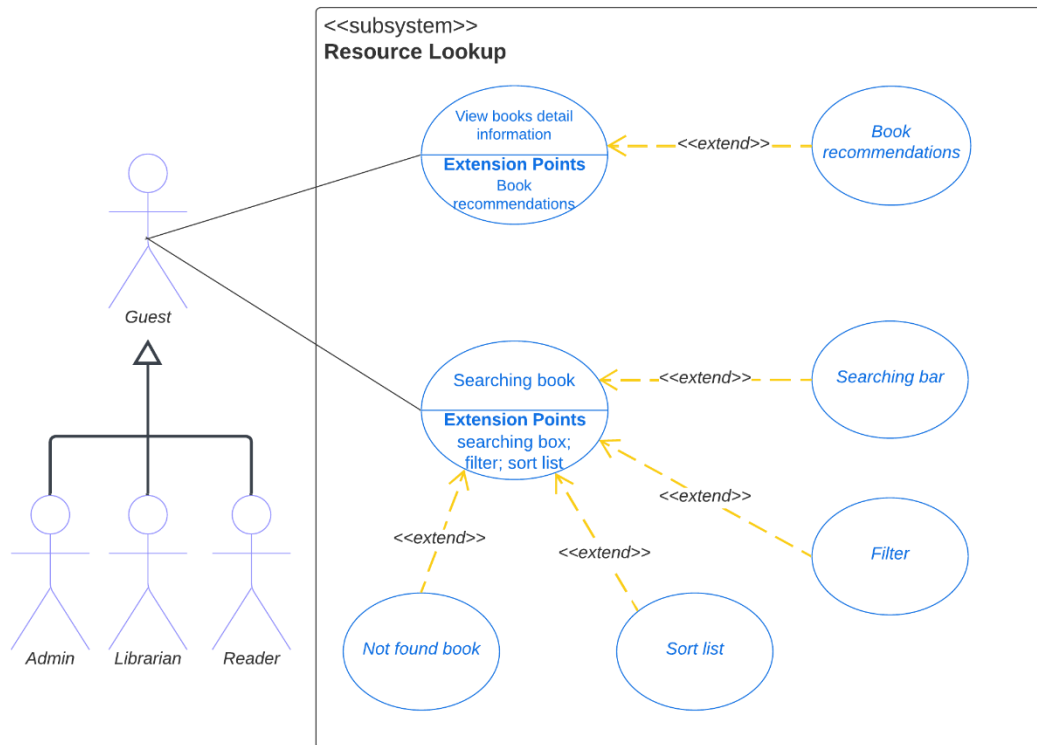 <<subsystem>>
Resource Lookup
View books detail
information
Extension Points
Book
recommendations
<<extend>>
Book
recommendations
Guest
Searching book
Extension Points
searching box;
filter; sort list
<<extend>>
Searching bar
<<extend>>
Filter
<<extend>>
<<extend>>
Not found book
Sort list
Admin
Librarian
Reader